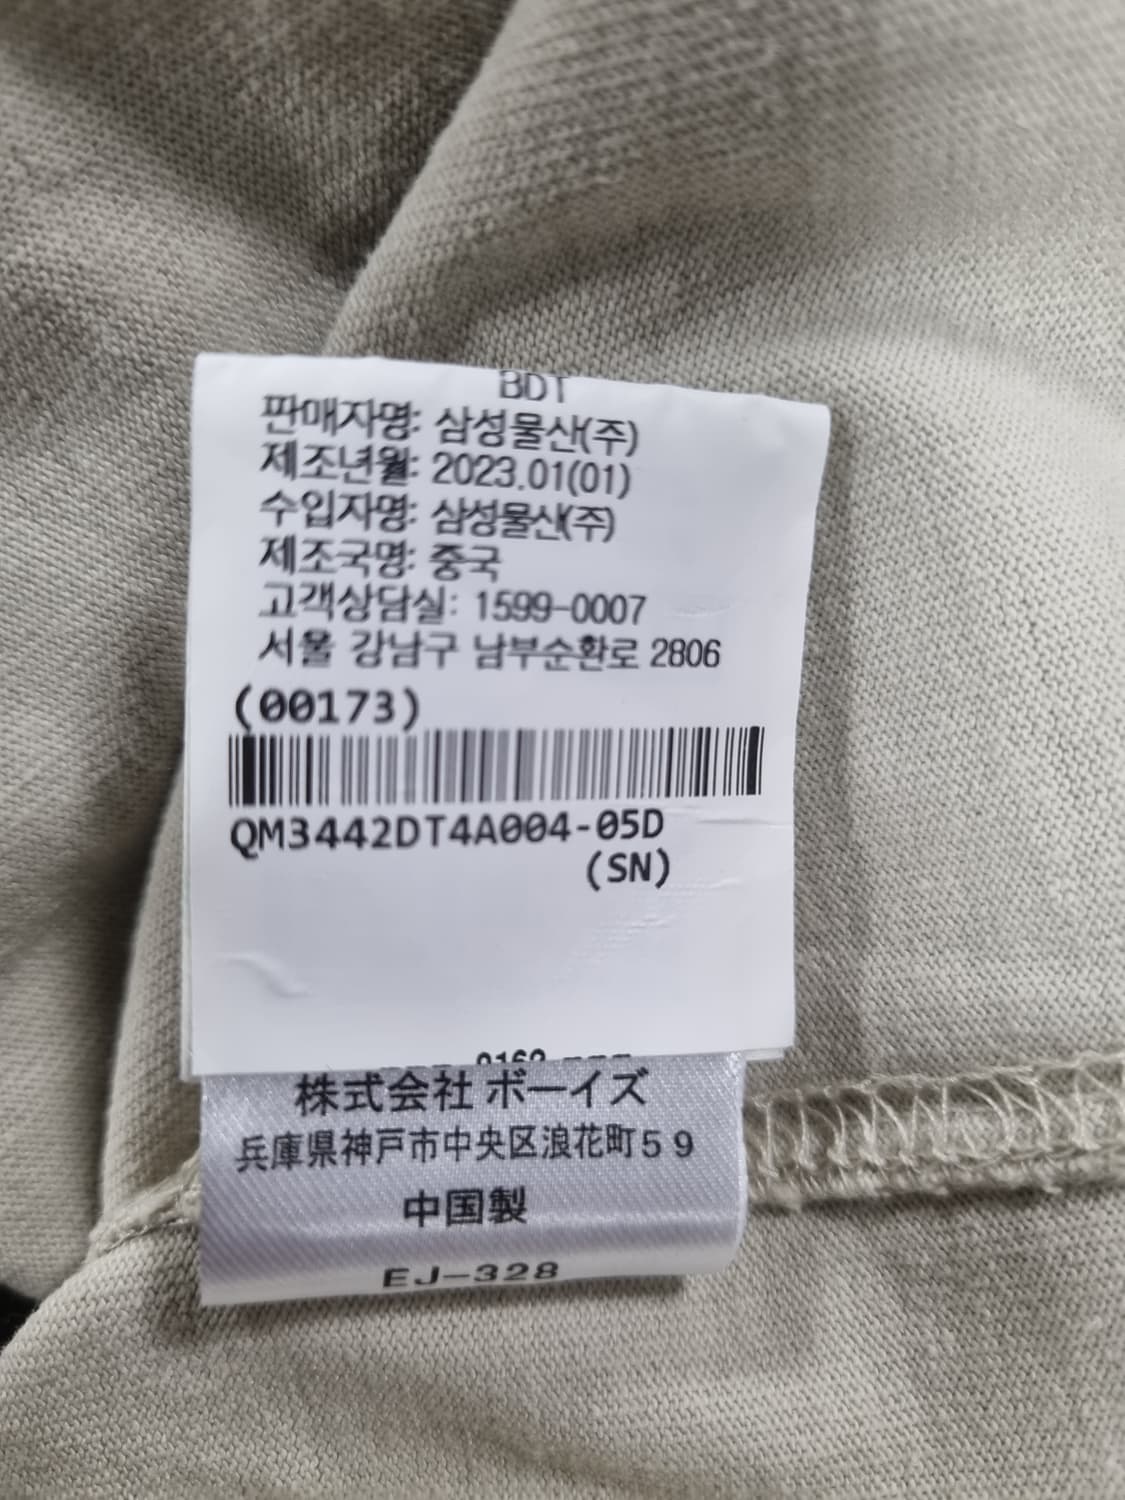 BDT
판매자명: 삼성물산(주)
제조년월: 2023.01(01)
수입자명: 삼성물산(주)
제조국명: 중국
고객상담실: 1599-0007
서울 강남구 남부순환로 2806
(00173)
QM3442DT4A004-05D
(SN)
株式会社 ボーイズ
兵庫県神戸市中央区浪花町59
中国製
EJ-328